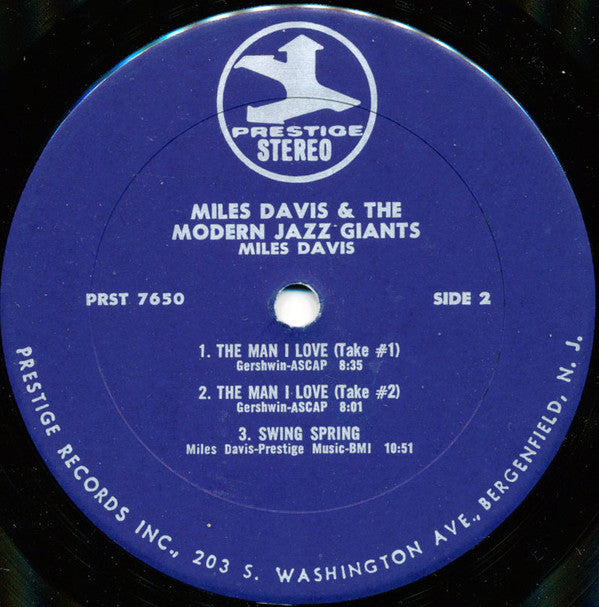 PRESTIGE
STEREO
MILES DAVIS & THE
MODERN JAZZ GIANTS
MILES DAVIS
PRST 7650
SIDE 2
1. THE MAN I LOVE (Take #1)
Gershwin-ASCAP 8:35
2. THE MAN I LOVE (Take #2)
Gershwin-ASCAP 8:01
3. SWING SPRING
Miles Davis-Prestige Music-BMI 10:51
PRESTIGE RECORDS INC., 203 S. WASHINGTON AVE., BERGENFIELD, N. J.